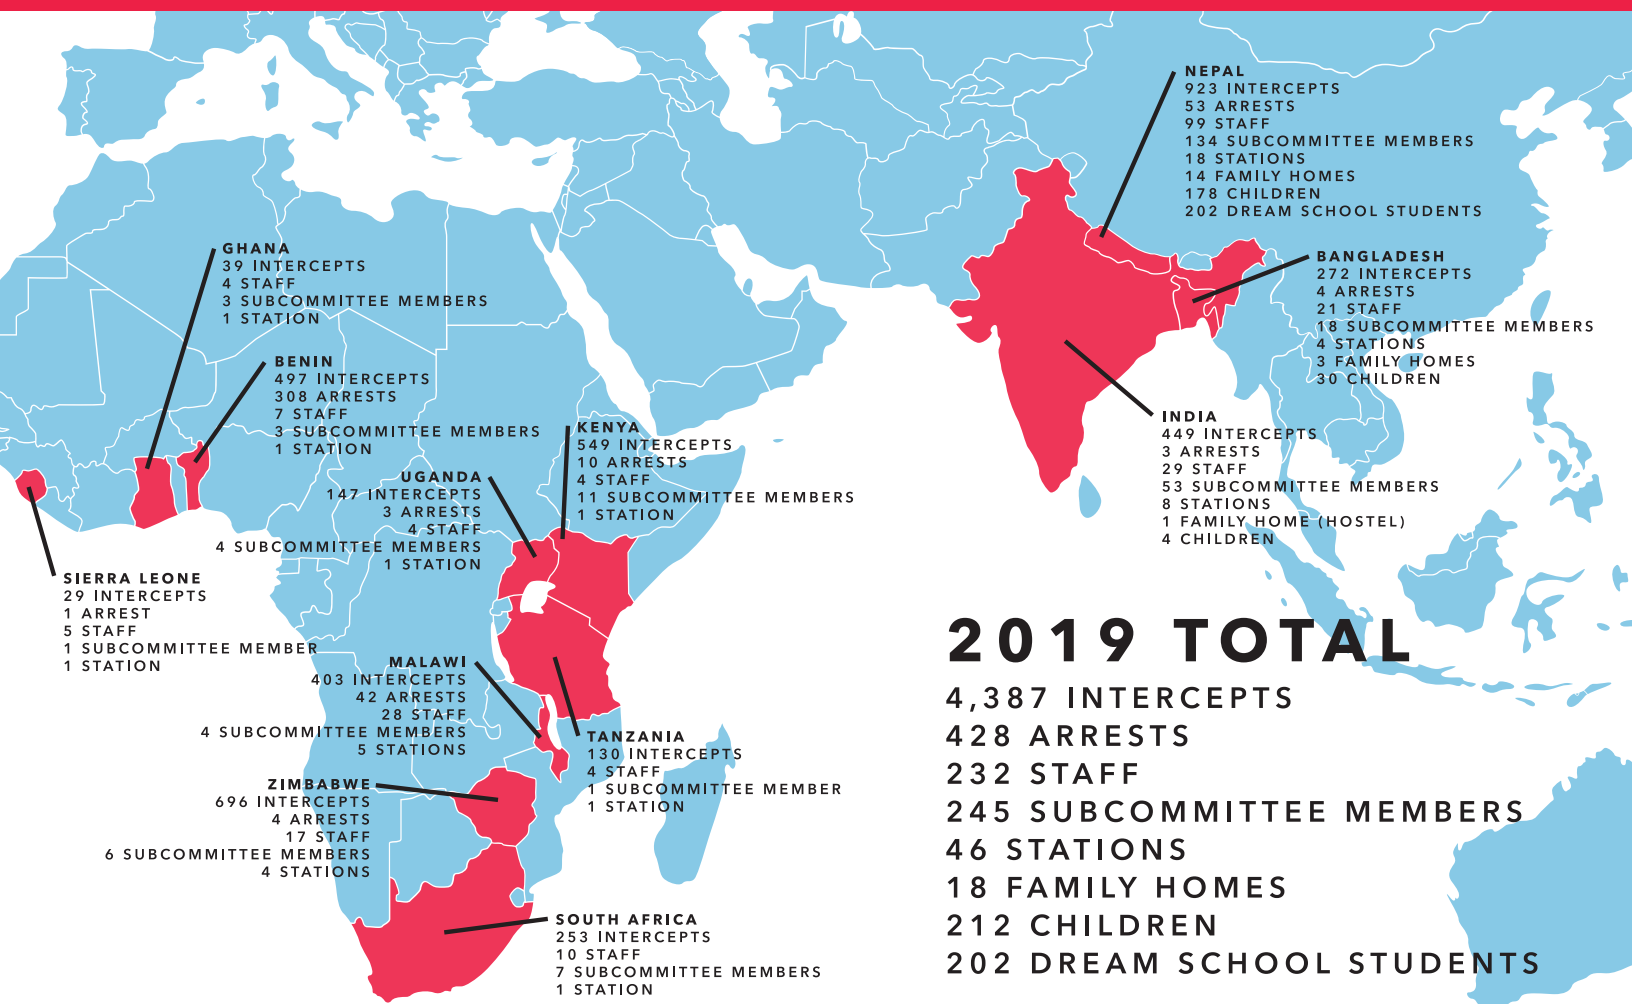 NEPAL
923 INTERCEPTS
53 ARRESTS
99 STAFF
134 SUBCOMMITTEE MEMBERS
18 STATIONS
14 FAMILY HOMES
178 CHILDREN
202 DREAM SCHOOL STUDENTS
GHANA
39 INTERCEPTS
4 STAFF
3 SUBCOMMITTEE MEMBERS
1 STATION
BANGLADESH
272 INTERCEPTS
4 ARRESTS
21 STAFF
18 SUBCOMMITTEE MEMBERS
4 STATIONS
3 FAMILY HOMES
30 CHILDREN
BENIN
497 INTERCEPTS
308 ARRESTS
7 STAFF
3 SUBCOMMITTEE MEMBERS
1 STATION
INDIA
449 INTERCEPTS
3 ARRESTS
29 STAFF
53 SUBCOMMITTEE MEMBERS
8 STATIONS
1 FAMILY HOME (HOSTEL)
4 CHILDREN
KENYA
549 INTERCEPTS
10 ARRESTS
4 STAFF
11 SUBCOMMITTEE MEMBERS
1 STATION
UGANDA
147 INTERCEPTS
3 ARRESTS
4 STAFF
4 SUBCOMMITTEE MEMBERS
1 STATION
SIERRA LEONE
29 INTERCEPTS
1 ARREST
5 STAFF
1 SUBCOMMITTEE MEMBER
1 STATION
MALAWI
403 INTERCEPTS
42 ARRESTS
28 STAFF
4 SUBCOMMITTEE MEMBERS
5 STATIONS
TANZANIA
130 INTERCEPTS
4 STAFF
1 SUBCOMMITTEE MEMBER
1 STATION
ZIMBABWE
696 INTERCEPTS
4 ARRESTS
17 STAFF
6 SUBCOMMITTEE MEMBERS
4 STATIONS
SOUTH AFRICA
253 INTERCEPTS
10 STAFF
7 SUBCOMMITTEE MEMBERS
1 STATION
2019 TOTAL
4,387 INTERCEPTS
428 ARRESTS
232 STAFF
245 SUBCOMMITTEE MEMBERS
46 STATIONS
18 FAMILY HOMES
212 CHILDREN
202 DREAM SCHOOL STUDENTS